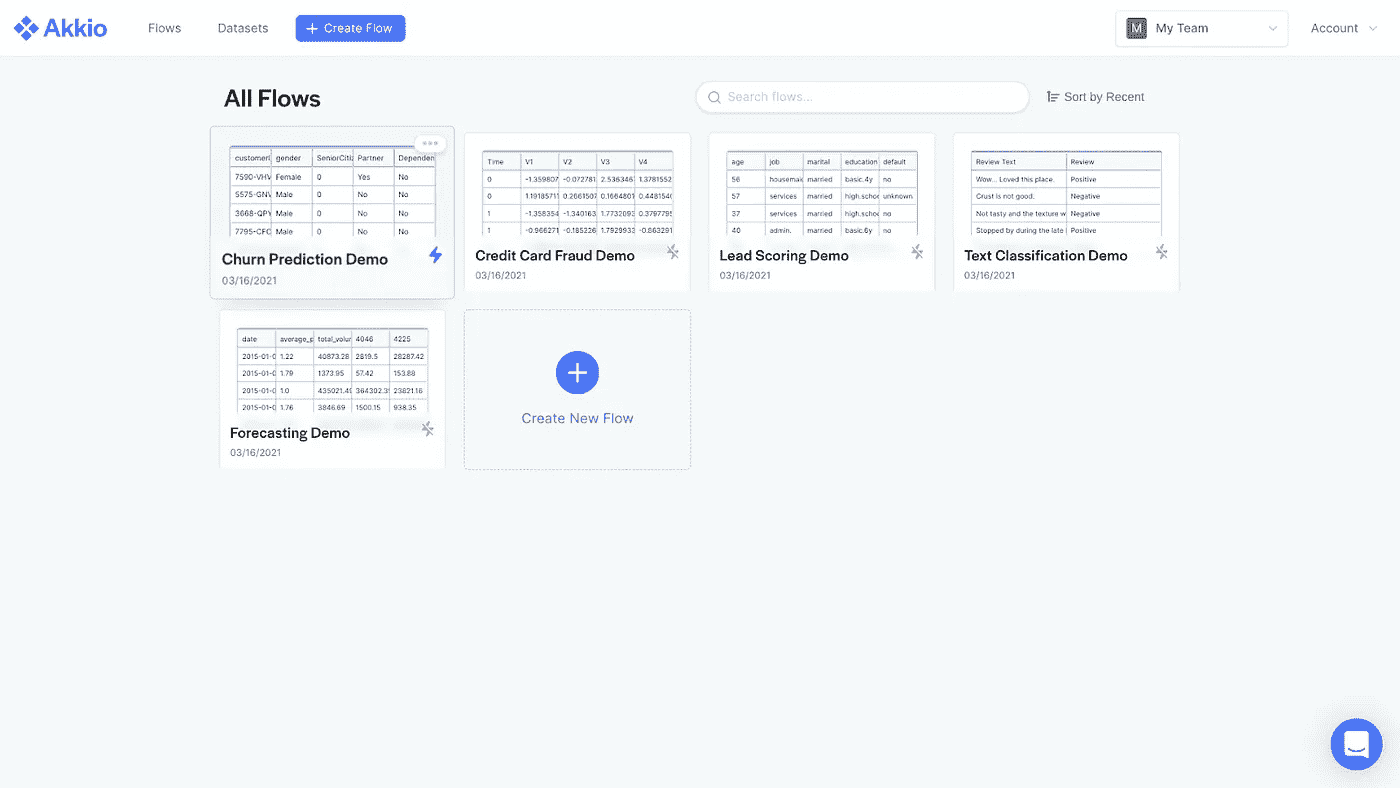 Akkio
Flows
Datasets
Create Flow
M
My Team
Account
All Flows
Search flows...
Sort by Recent
gender Partner
7590-VHV Female 0 Yes No
5575-GNV Male 0 No No
3668-QPY Male 0 No No
7795-CFO Male 0 No No
Churn Prediction Demo
03/16/2021
Time V1 V2 V3 V4
0 -1.359807 -0.072781 2.536346 1.3781552
0 1.1918571 0.2661507 0.1664801 0.4481540
1 -1.358354 -1.340163 1.7732093 0.3797795
1 -0.966271 -0.185226 1.7929933 -0.863291
Credit Card Fraud Demo
03/16/2021
age job marital education default
56 housemaid married basic.4y no
57 services married high.schoo unknown
37 services married high.schoo no
40 admin. married basic.6y no
Lead Scoring Demo
03/16/2021
Review Text Review
Wow... Loved this place. Positive
Crust is not good. Negative
Not tasty and the texture w Negative
Stopped by during the late Positive
Text Classification Demo
03/16/2021
date average_p total_volur 4046 4225
2015-01-0 1.22 40873.28 2819.5 28287.42
2015-01-0 1.79 1373.95 57.42 153.88
2015-01-0 1.0 435021.49 364302.39 23821.16
2015-01-0 1.76 3846.69 1500.15 938.35
Forecasting Demo
03/16/2021
Create New Flow